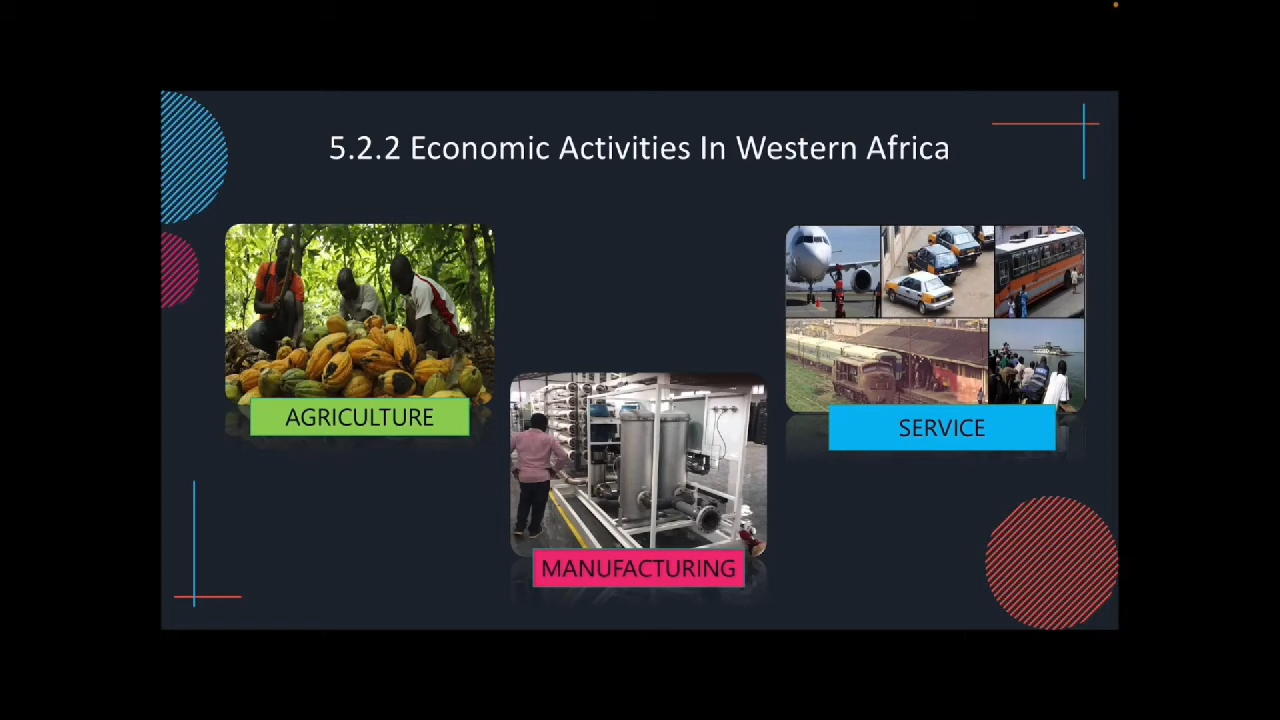 5.2.2 Economic Activities In Western Africa
AGRICULTURE
SERVICE
MANUFACTURING